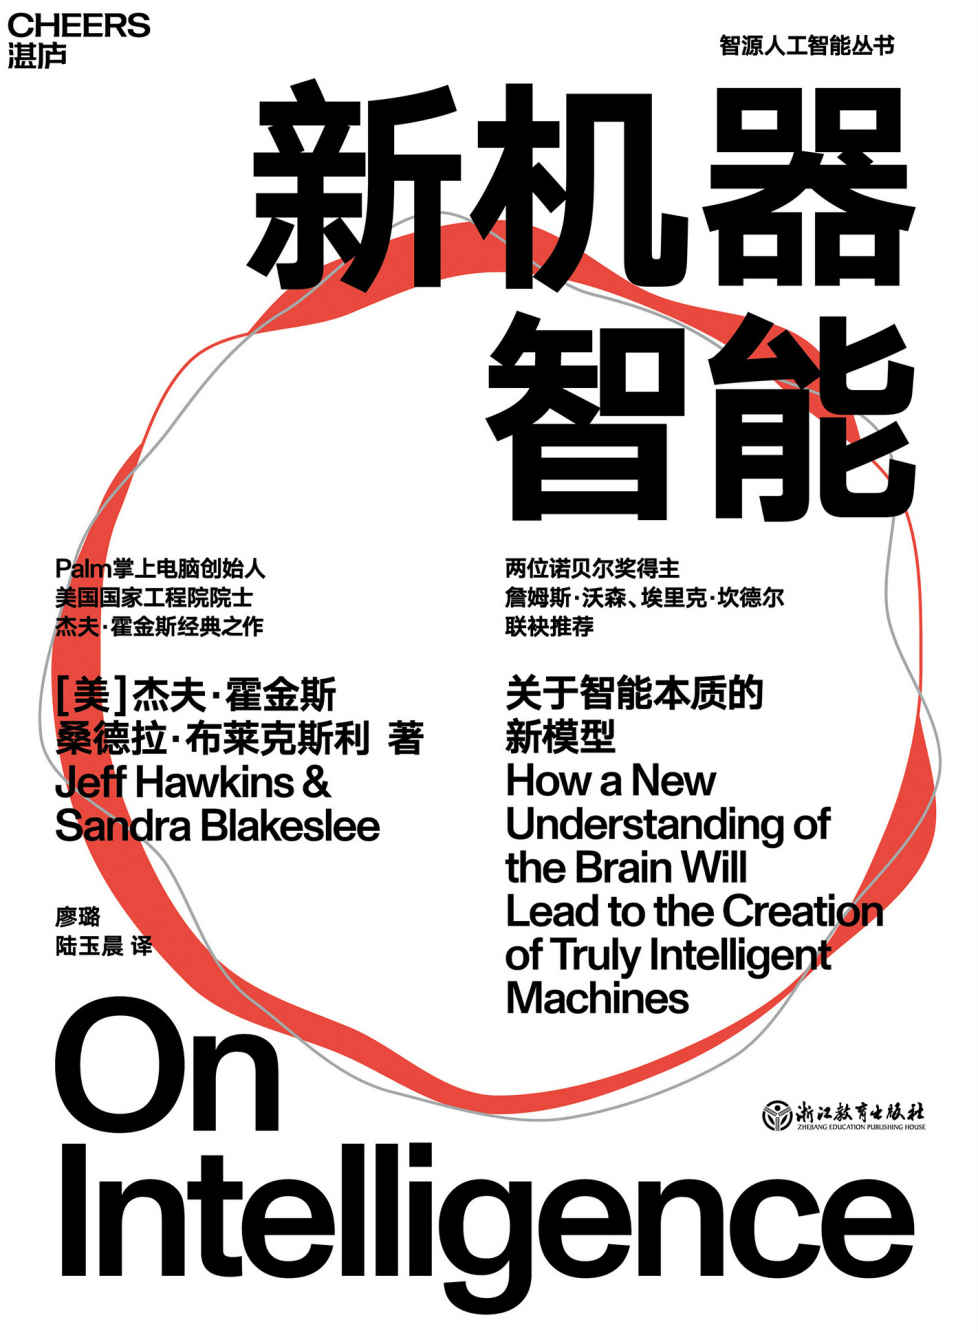 CHEERS
湛庐
智源人工智能丛书
新机器
智能
Palm掌上电脑创始人
美国国家工程院院士
杰夫·霍金斯经典之作
两位诺贝尔奖得主
詹姆斯·沃森、埃里克·坎德尔
联袂推荐
[美]杰夫·霍金斯
桑德拉·布莱克斯利 著
Jeff Hawkins &
Sandra Blakeslee
关于智能本质的
新模型
How a New
Understanding of
the Brain Will
Lead to the Creation
of Truly Intelligent
Machines
廖璐
陆玉晨 译
On
Intelligence
浙江教育出版社
ZHEJIANG EDUCATION PUBLISHING HOUSE